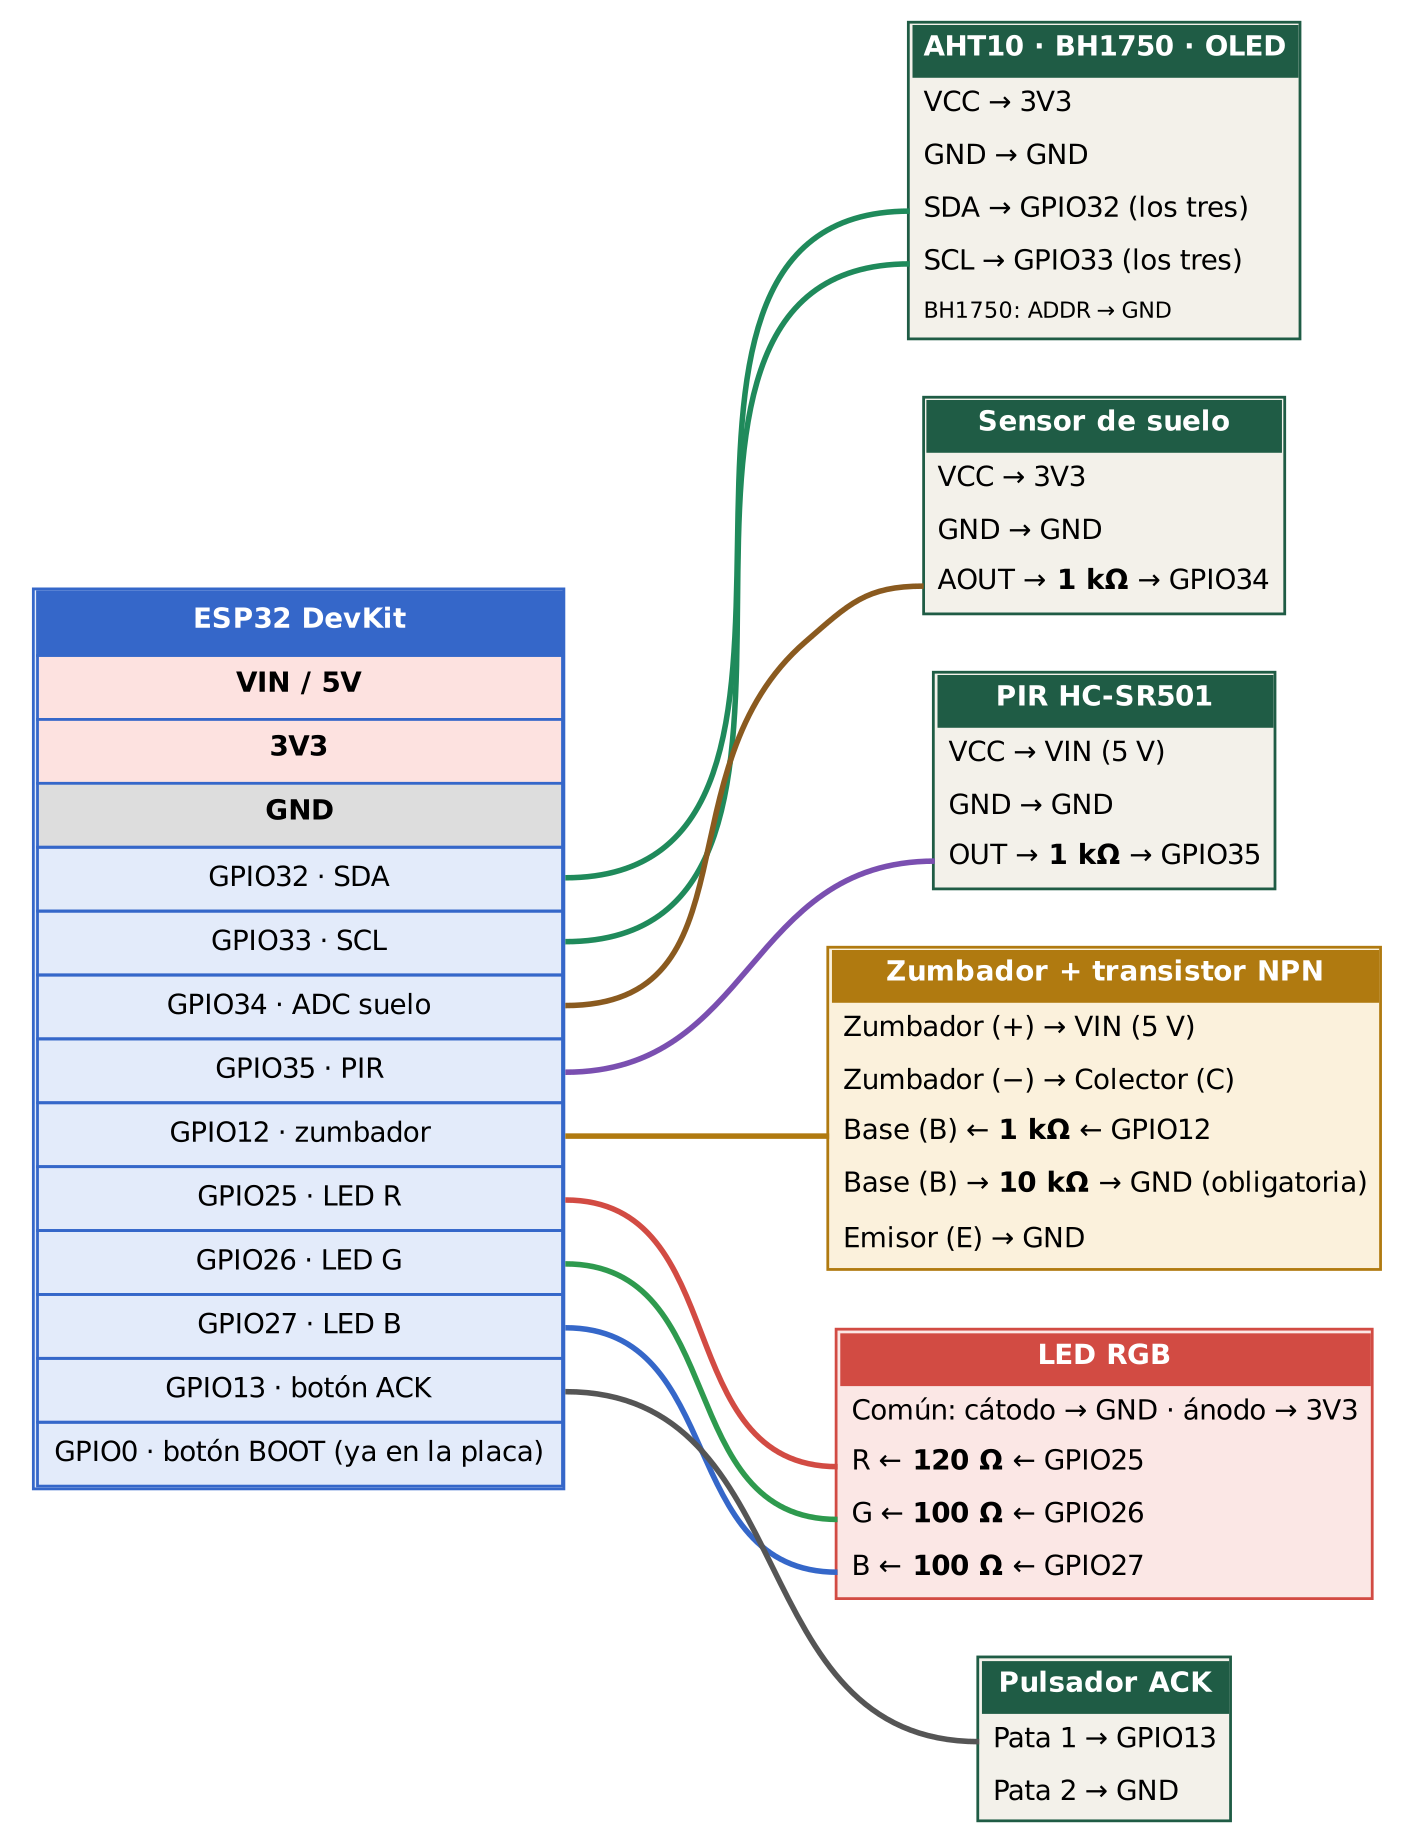 AHT10 · BH1750 · OLED
VCC → 3V3
GND → GND
SDA → GPIO32 (los tres)
SCL → GPIO33 (los tres)
BH1750: ADDR → GND
Sensor de suelo
VCC → 3V3
GND → GND
AOUT → 1 kΩ → GPIO34
ESP32 DevKit
VIN / 5V
3V3
GND
GPIO32 · SDA
GPIO33 · SCL
GPIO34 · ADC suelo
GPIO35 · PIR
GPIO12 · zumbador
GPIO25 · LED R
GPIO26 · LED G
GPIO27 · LED B
GPIO13 · botón ACK
GPIO0 · botón BOOT (ya en la placa)
PIR HC-SR501
VCC → VIN (5 V)
GND → GND
OUT → 1 kΩ → GPIO35
Zumbador + transistor NPN
Zumbador (+) → VIN (5 V)
Zumbador (−) → Colector (C)
Base (B) ← 1 kΩ ← GPIO12
Base (B) → 10 kΩ → GND (obligatoria)
Emisor (E) → GND
LED RGB
Común: cátodo → GND · ánodo → 3V3
R ← 120 Ω ← GPIO25
G ← 100 Ω ← GPIO26
B ← 100 Ω ← GPIO27
Pulsador ACK
Pata 1 → GPIO13
Pata 2 → GND